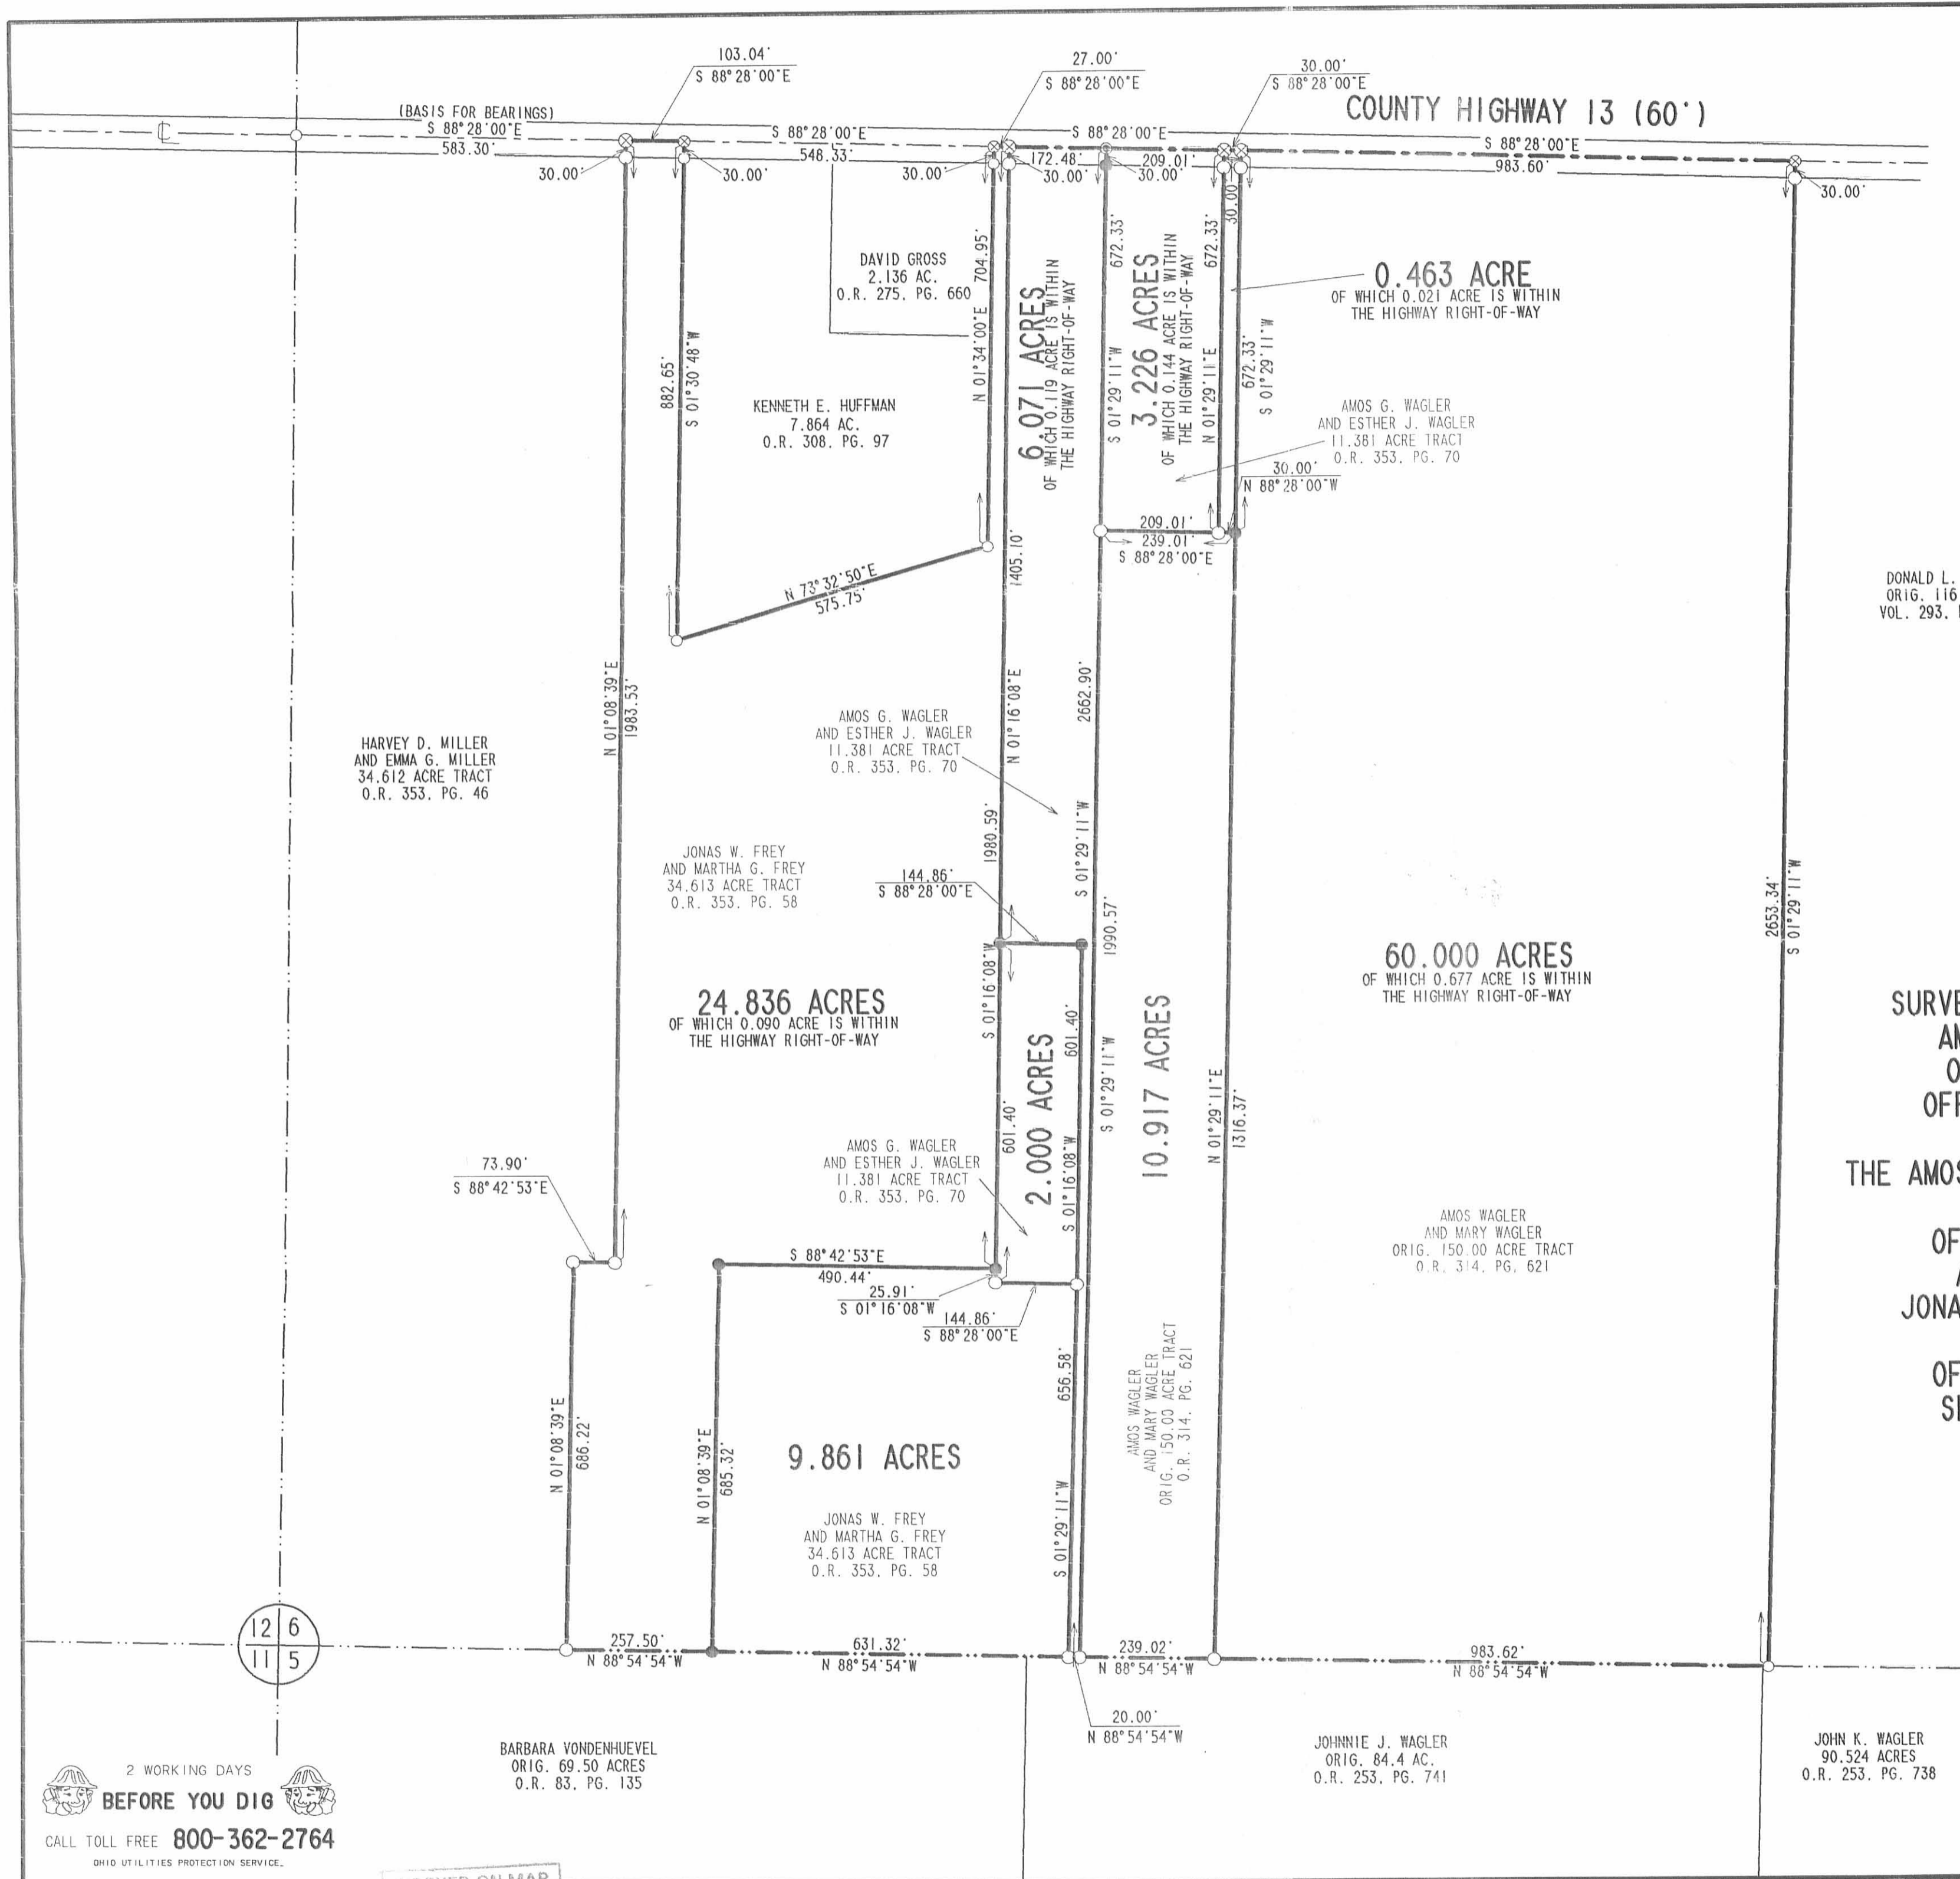 103.04'
S 88°28'00"E
27.00'
S 88°28'00"E
30.00'
S 88°28'00"E
COUNTY HIGHWAY 13 (60')
(BASIS FOR BEARINGS)
S 88°28'00"E
583.30'
S 88°28'00"E
548.33'
S 88°28'00"E
172.48'
209.01'
S 88°28'00"E
983.60'
30.00'
30.00'
30.00'
30.00'
30.00'
30.00
30.00'
DAVID GROSS
2.136 AC.
O.R. 275, PG. 660
N 01°34'00"E
704.95'
6.071 ACRES
OF WHICH 0.119 ACRE IS WITHIN
THE HIGHWAY RIGHT-OF-WAY
672.33'
S 01°29'11"W
3.226 ACRES
OF WHICH 0.144 ACRE IS WITHIN
THE HIGHWAY RIGHT-OF-WAY
672.33'
N 01°29'11"E
672.33'
S 01°29'11"W
0.463 ACRE
OF WHICH 0.021 ACRE IS WITHIN
THE HIGHWAY RIGHT-OF-WAY
882.65'
S 01°30'48"W
KENNETH E. HUFFMAN
7.864 AC.
O.R. 308, PG. 97
AMOS G. WAGLER
AND ESTHER J. WAGLER
11.381 ACRE TRACT
O.R. 353, PG. 70
30.00'
N 88°28'00"W
209.01'
239.01'
S 88°28'00"E
N 73°32'50"E
575.75'
1405.10'
DONALD L.
ORIG. 116
VOL. 293,
N 01°08'39"E
1983.53'
N 01°16'08"E
2662.90'
HARVEY D. MILLER
AND EMMA G. MILLER
34.612 ACRE TRACT
O.R. 353, PG. 46
AMOS G. WAGLER
AND ESTHER J. WAGLER
11.381 ACRE TRACT
O.R. 353, PG. 70
1980.59'
S 01°29'11"W
JONAS W. FREY
AND MARTHA G. FREY
34.613 ACRE TRACT
O.R. 353, PG. 58
144.86'
S 88°28'00"E
1990.57'
2653.34'
S 01°29'11"W
24.836 ACRES
OF WHICH 0.090 ACRE IS WITHIN
THE HIGHWAY RIGHT-OF-WAY
S 01°16'08"W
601.40'
60.000 ACRES
OF WHICH 0.677 ACRE IS WITHIN
THE HIGHWAY RIGHT-OF-WAY
SURVE
AM
O
OFF
2.000 ACRES
601.40'
S 01°16'08"W
S 01°29'11"W
10.917 ACRES
N 01°29'11"E
1316.37'
THE AMOS
OF
JONA
OF
SI
73.90'
S 88°42'53"E
AMOS G. WAGLER
AND ESTHER J. WAGLER
11.381 ACRE TRACT
O.R. 353, PG. 70
AMOS WAGLER
AND MARY WAGLER
ORIG. 150.00 ACRE TRACT
O.R. 314, PG. 621
S 88°42'53"E
490.44'
25.91'
S 01°16'08"W
144.86'
S 88°28'00"E
656.58'
S 01°29'11"W
AMOS WAGLER
AND MARY WAGLER
ORIG. 150.00 ACRE TRACT
O.R. 314, PG. 621
N 01°08'39"E
686.22'
N 01°08'39"E
685.32'
9.861 ACRES
JONAS W. FREY
AND MARTHA G. FREY
34.613 ACRE TRACT
O.R. 353, PG. 58
12 6
11 5
257.50'
N 88°54'54"W
631.32'
N 88°54'54"W
239.02'
N 88°54'54"W
983.62'
N 88°54'54"W
20.00'
N 88°54'54"W
BARBARA VONDENHUEVEL
ORIG. 69.50 ACRES
O.R. 83, PG. 135
JOHNNIE J. WAGLER
ORIG. 84.4 AC.
O.R. 253, PG. 741
JOHN K. WAGLER
90.524 ACRES
O.R. 253, PG. 738
2 WORKING DAYS
BEFORE YOU DIG
CALL TOLL FREE 800-362-2764
OHIO UTILITIES PROTECTION SERVICE.
ON MAP